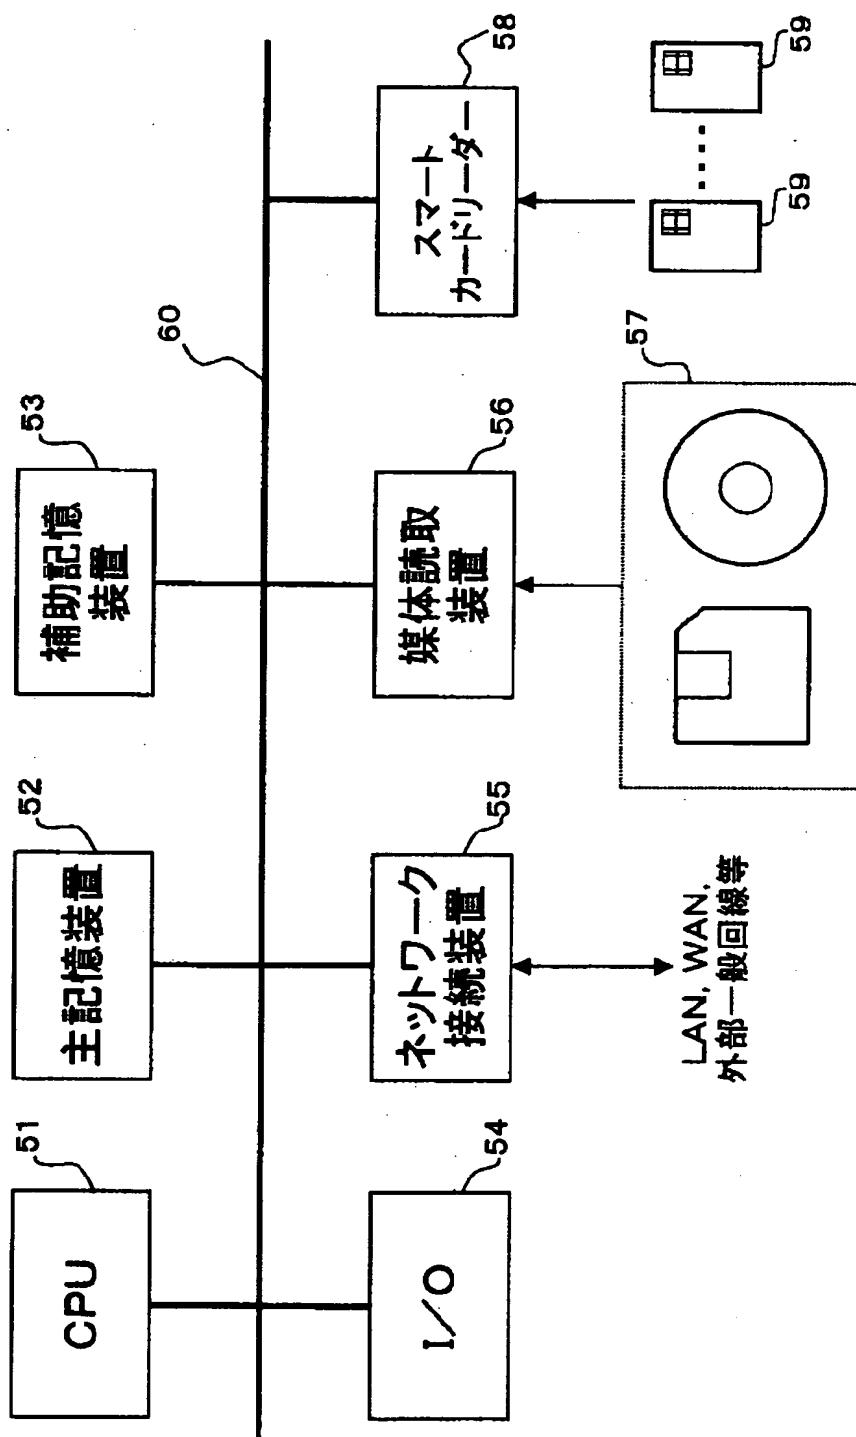 51
CPU
52
主記憶装置
53
補助記憶
装置
60
54
I/O
55
ネットワーク
接続装置
LAN, WAN,
外部一般回線等
56
媒体読取
装置
57
58
スマート
カードリーダー
59
59